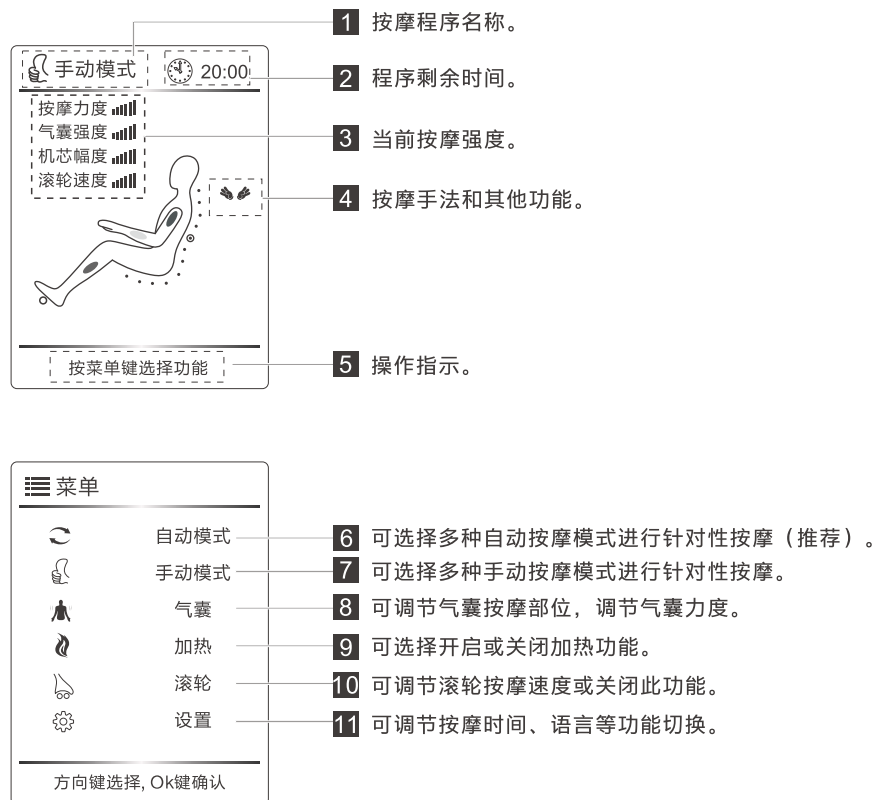 1 按摩程序名称。
手动模式 20:00
2 程序剩余时间。
按摩力度
气囊强度
机芯幅度
滚轮速度
3 当前按摩强度。
4 按摩手法和其他功能。
按菜单键选择功能
5 操作指示。
菜单
自动模式 6 可选择多种自动按摩模式进行针对性按摩（推荐）。
手动模式 7 可选择多种手动按摩模式进行针对性按摩。
气囊 8 可调节气囊按摩部位，调节气囊力度。
加热 9 可选择开启或关闭加热功能。
滚轮 10 可调节滚轮按摩速度或关闭此功能。
设置 11 可调节按摩时间、语言等功能切换。
方向键选择, Ok键确认